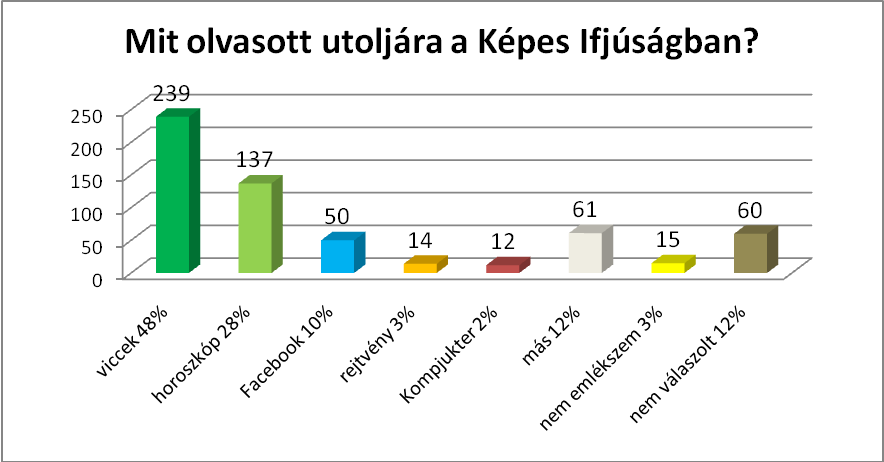 Mit olvasott utoljára a Képes Ifjúságban?
250
200
150
100
50
0
239
137
50
14
12
61
15
60
viccek 48%
horoszkóp 28%
Facebook 10%
rejtvény 3%
Kompjukter 2%
más 12%
nem emlékszem 3%
nem válaszolt 12%